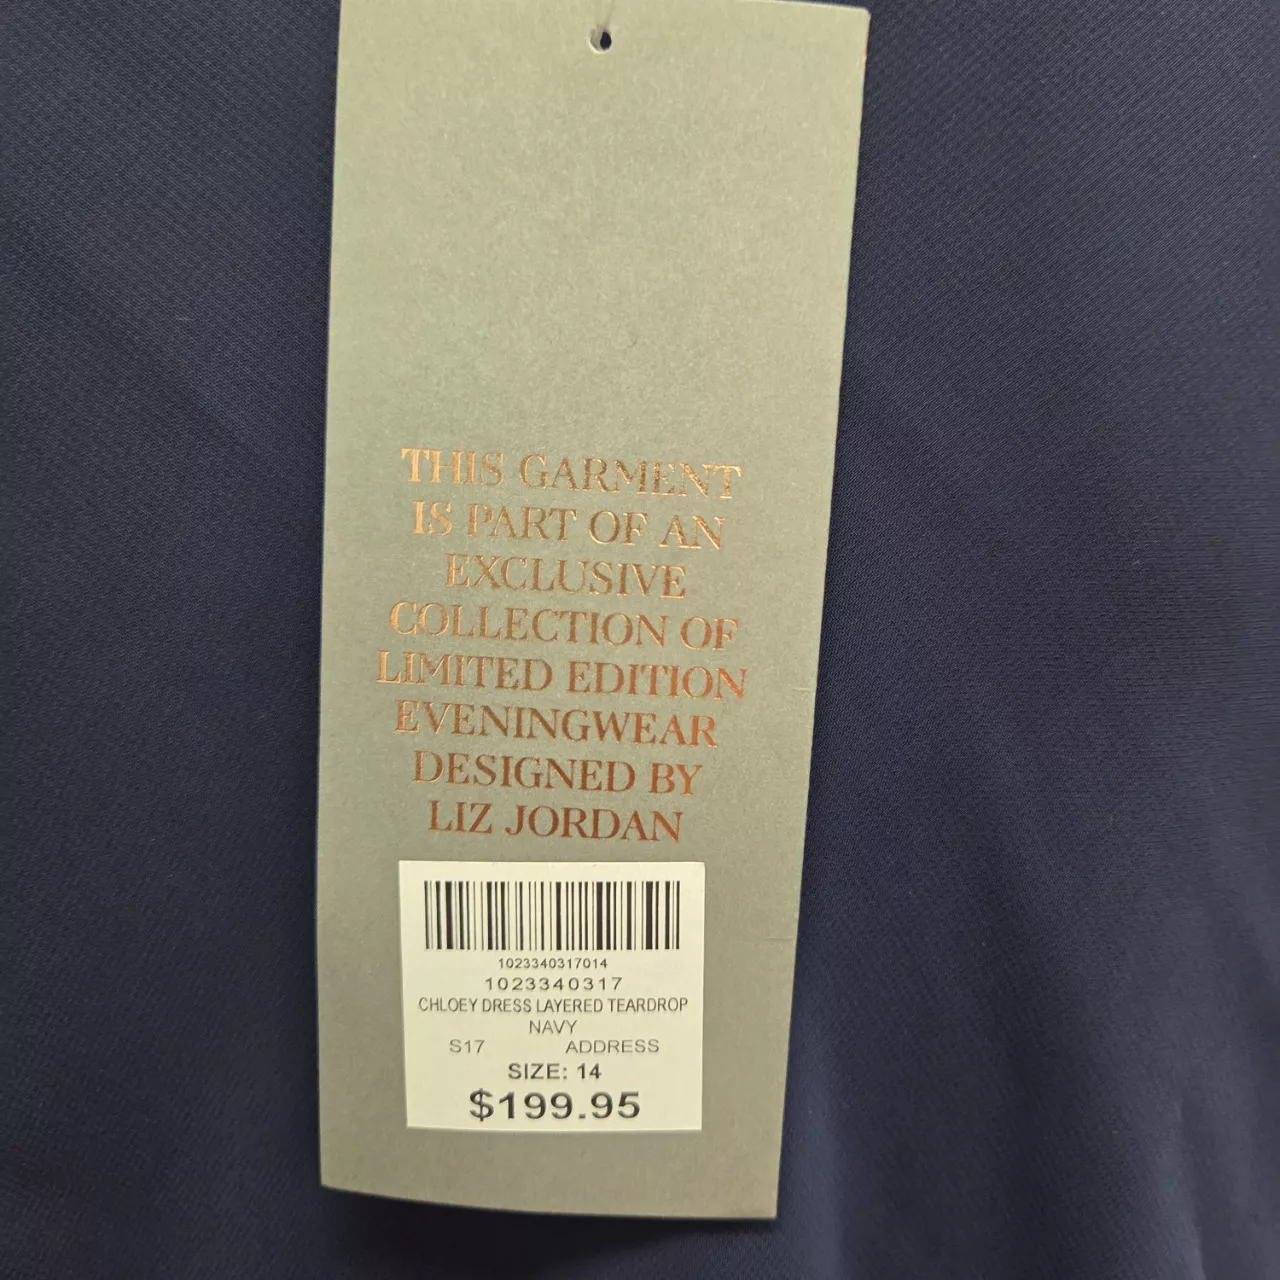 THIS GARMENT
IS PART OF AN
EXCLUSIVE
COLLECTION OF
LIMITED EDITION
EVENINGWEAR
DESIGNED BY
LIZ JORDAN
1023340317014
1023340317
CHLOEY DRESS LAYERED TEARDROP
NAVY
S17 ADDRESS
SIZE: 14
$199.95